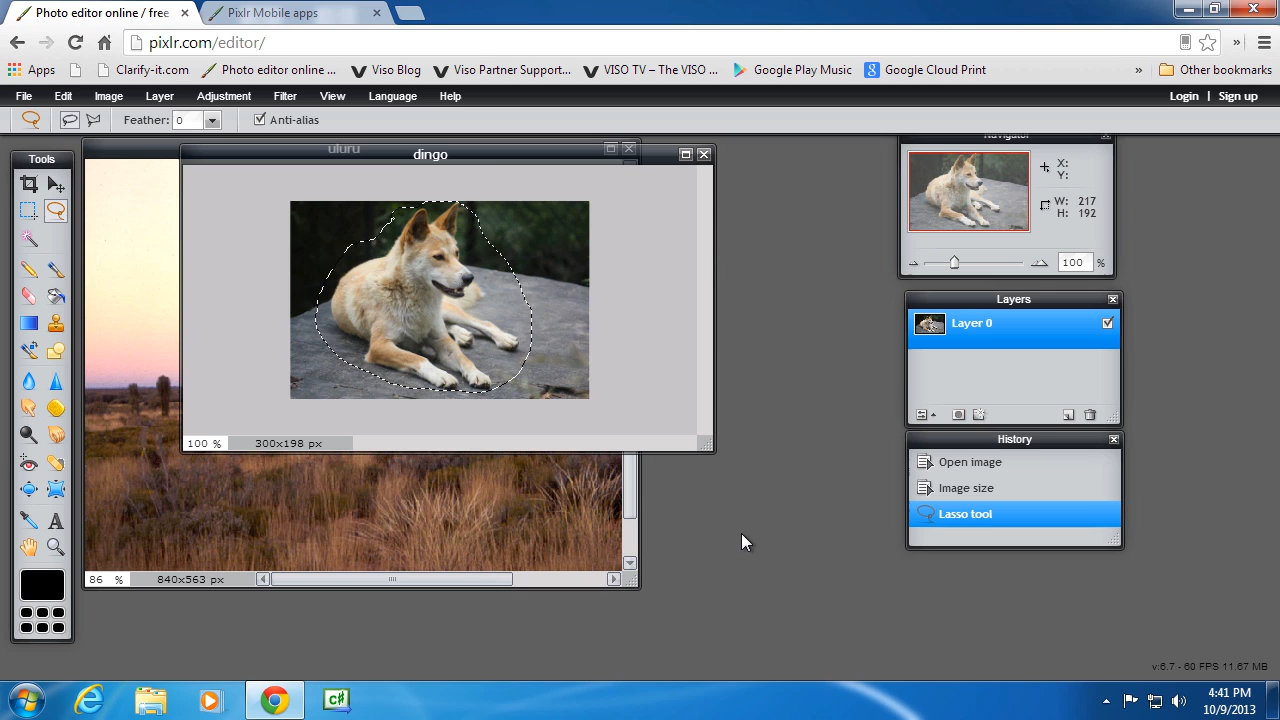 Photo editor online / free
Pixlr Mobile apps
pixlr.com/editor/
Apps Clarify-it.com Photo editor online ... Viso Blog Viso Partner Support... VISO TV – The VISO ... Google Play Music Google Cloud Print » Other bookmarks
File Edit Image Layer Adjustment Filter View Language Help Login | Sign up
Feather: 0 Anti-alias
Tools
uluru
dingo
Navigator
X:
Y:
W: 217
H: 192
100 %
Layers
Layer 0
History
Open image
Image size
Lasso tool
100 % 300x198 px
86 % 840x563 px
v:6.7 - 60 FPS 11.67 MB
C#
4:41 PM
10/9/2013